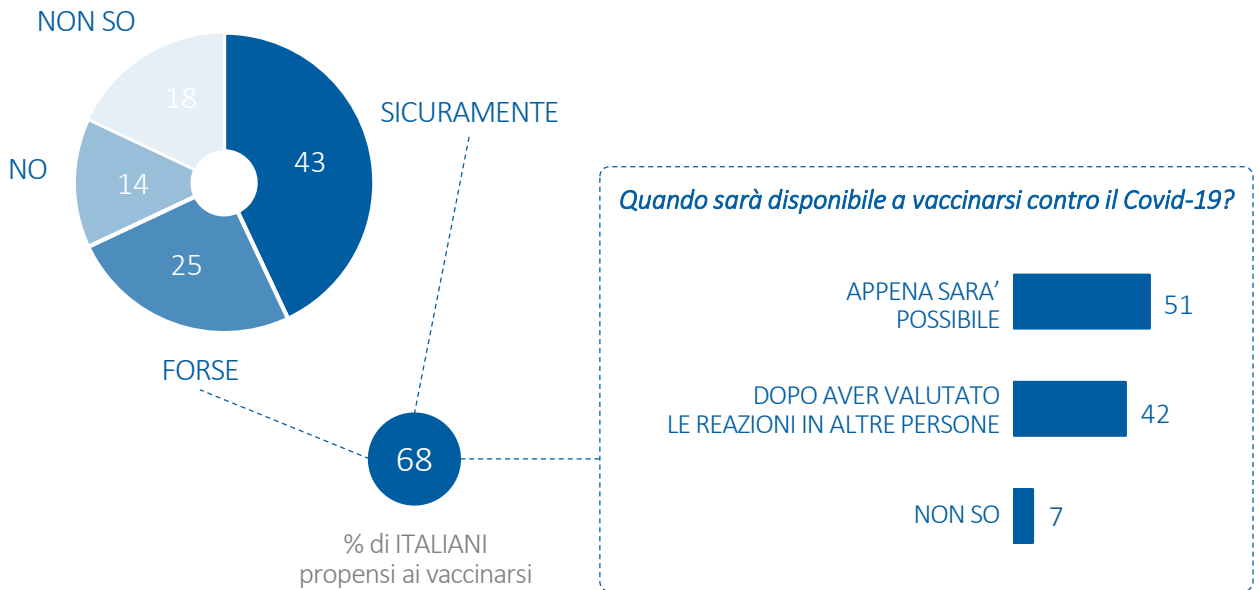 NON SO
18
SICURAMENTE
43
NO
14
25
FORSE
68
% di ITALIANI
propensi ai vaccinarsi
Quando sarà disponibile a vaccinarsi contro il Covid-19?
APPENA SARA’
POSSIBILE
51
DOPO AVER VALUTATO
LE REAZIONI IN ALTRE PERSONE
42
NON SO
7